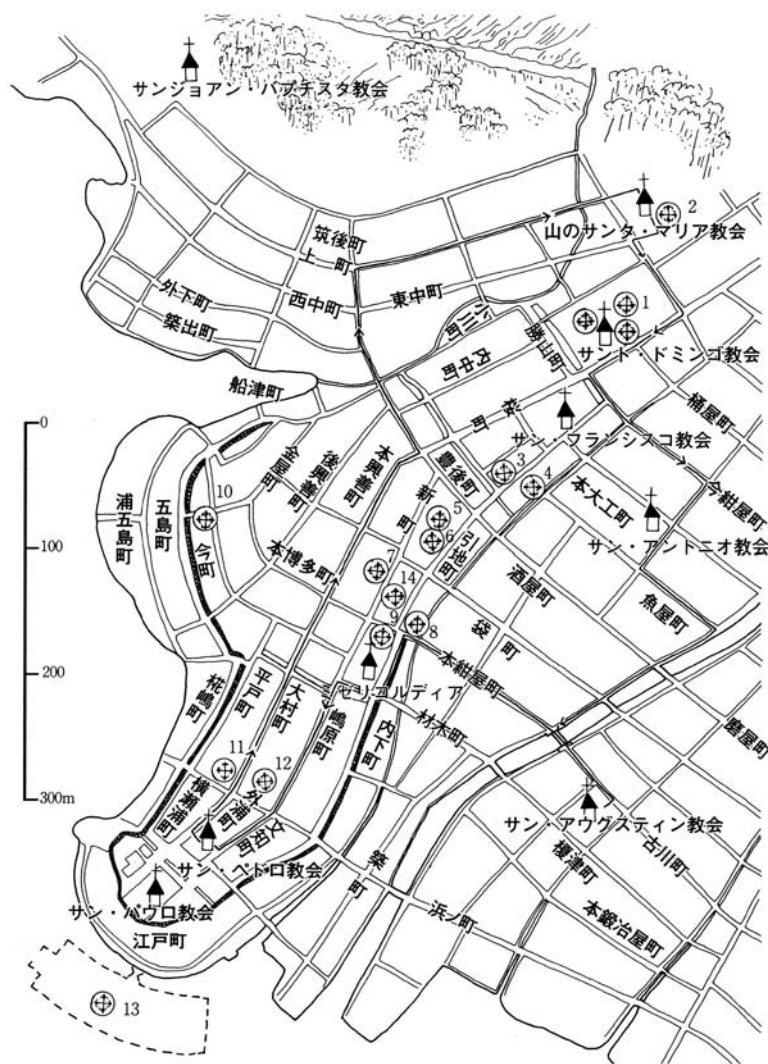 サンジョアン・バプチスタ教会
2
山のサンタ・マリア教会
筑後町
上町
外下町
西中町
東中町
築出町
小川町
1
サント・ドミンゴ教会
内中町
勝山町
船津町
桶屋町
桜町
サン・フランシスコ教会
0
本興善町
後興善町
金屋町
豊後町
3
4
今紺屋町
本大工町
サン・アントニオ教会
浦五島町
五島町
10
今町
新町
5
6
引地町
100
本博多町
7
14
酒屋町
魚屋町
袋町
9
8
本紺屋町
200
ミゼリコルディア
椛嶋町
平戸町
大村町
嶋原町
内下町
材木町
磨屋町
11
12
300m
横瀬浦町
外浦町
文知町
サン・ペドロ教会
サン・アウグスティン教会
榎津町
古川町
築町
浜ノ町
本鍛冶屋町
サン・パウロ教会
江戸町
13